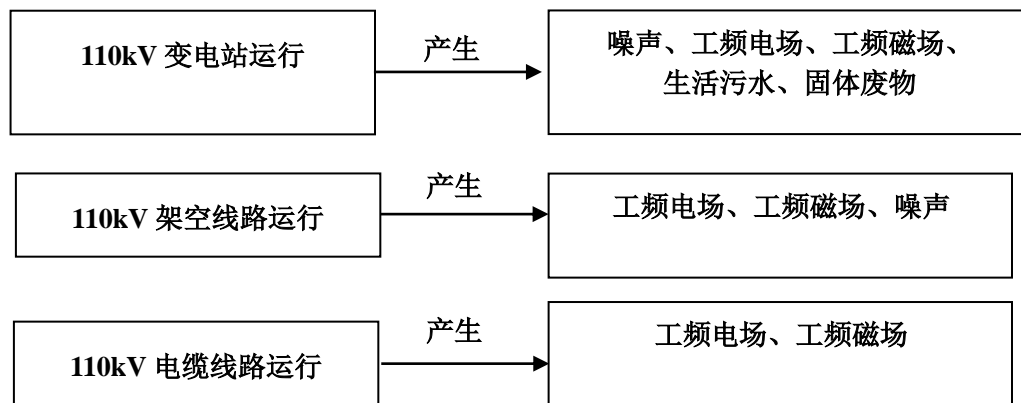 110kV 变电站运行
产生
噪声、工频电场、工频磁场、
生活污水、固体废物
110kV 架空线路运行
产生
工频电场、工频磁场、噪声
110kV 电缆线路运行
产生
工频电场、工频磁场